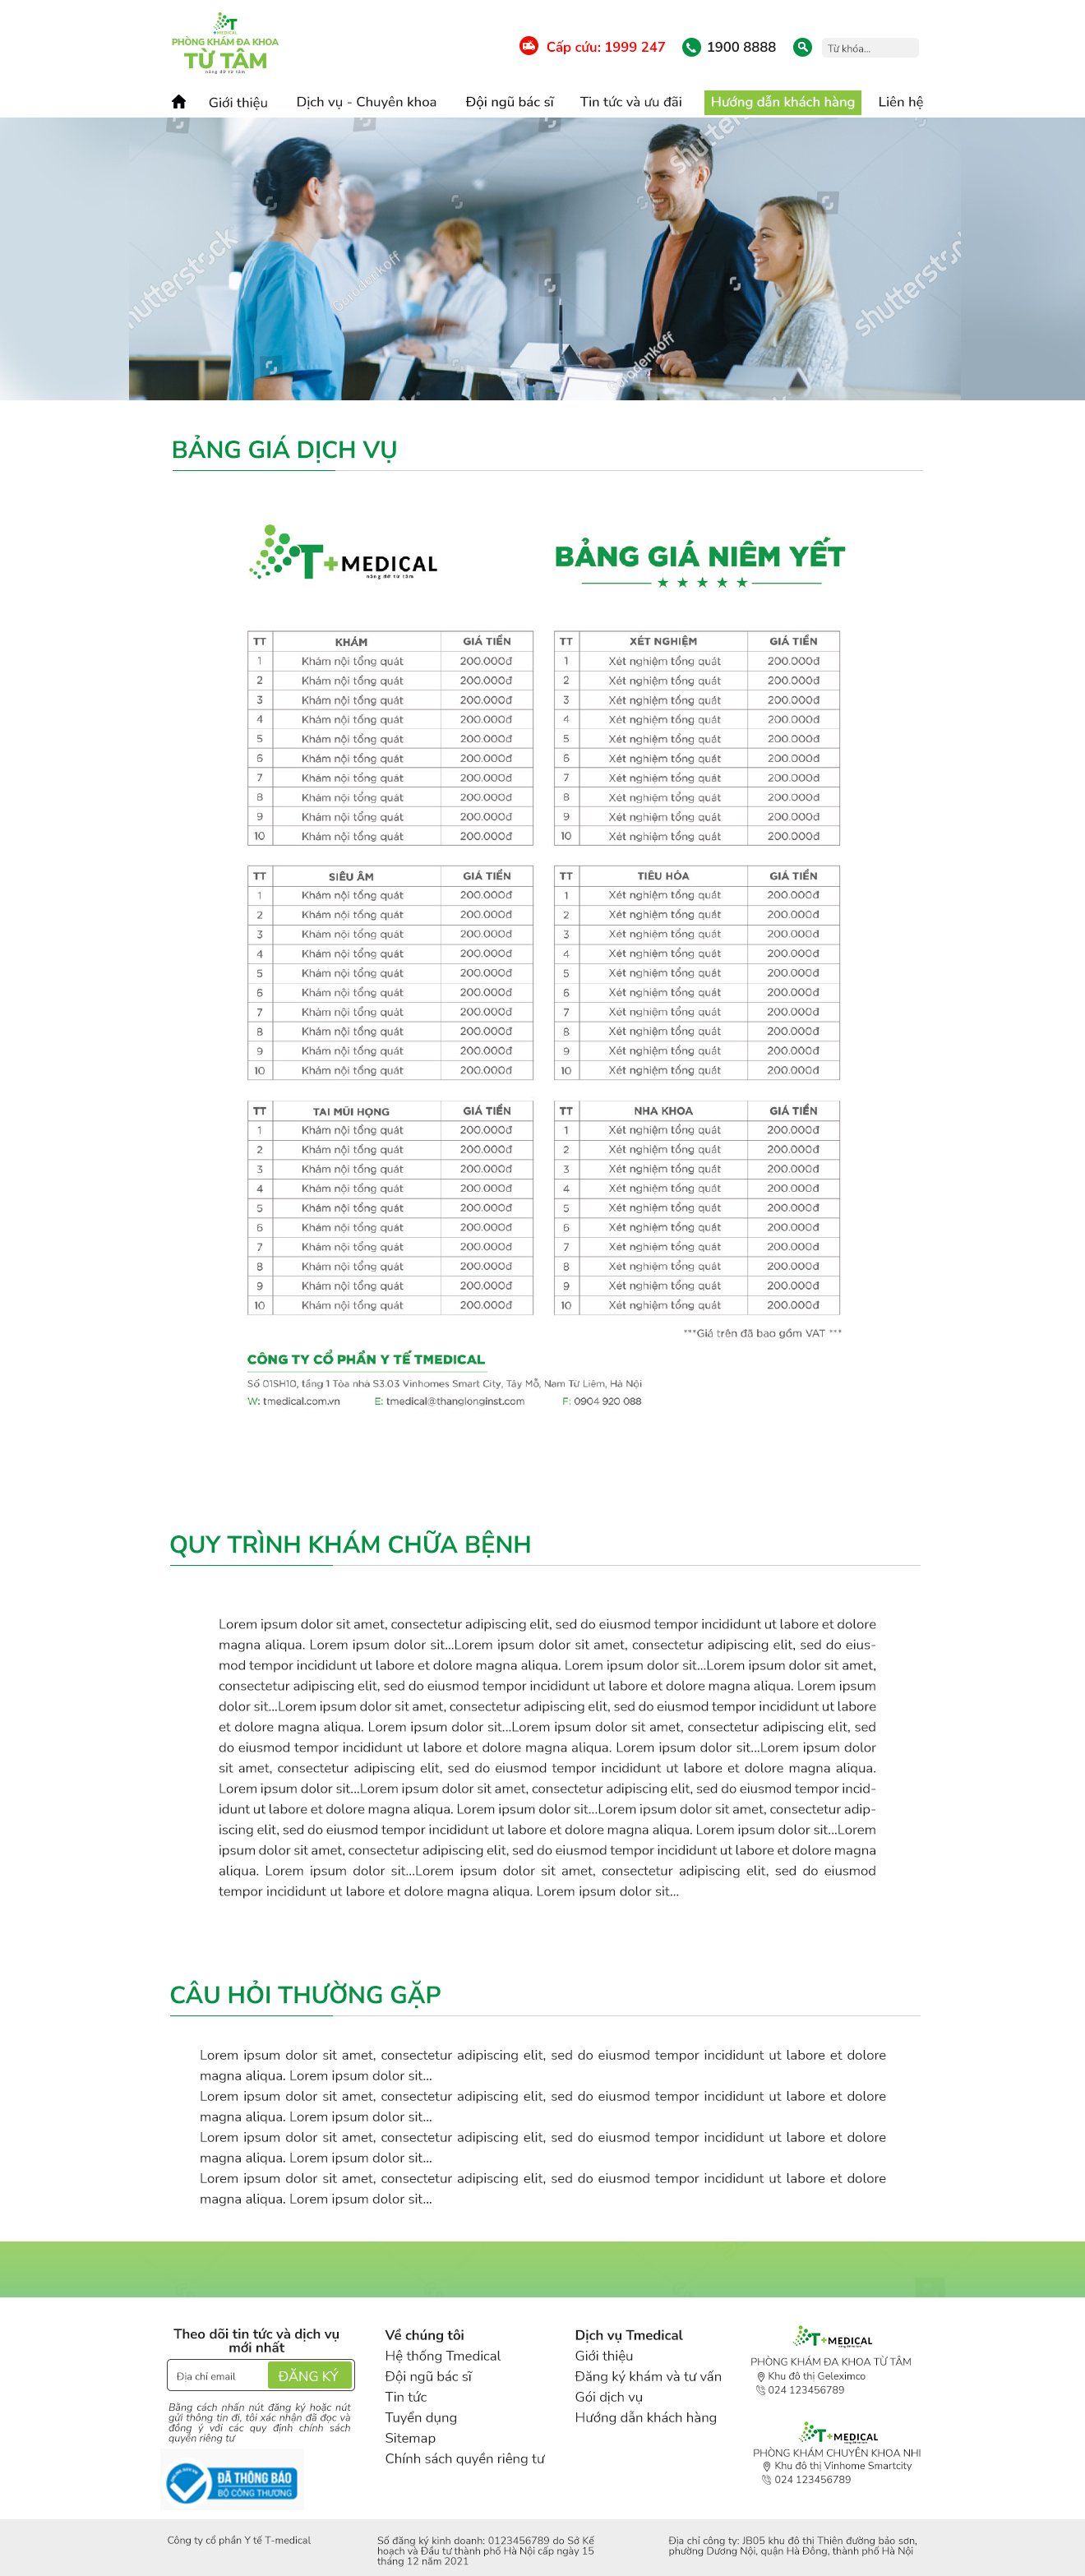 T+MEDICAL
PHÒNG KHÁM ĐA KHOA
TỪ TÂM
nâng đỡ từ tâm
Cấp cứu: 1999 247
1900 8888
Từ khóa...
Giới thiệu
Dịch vụ - Chuyên khoa
Đội ngũ bác sĩ
Tin tức và ưu đãi
Hướng dẫn khách hàng
Liên hệ
shutterstock
Gorodenkoff
shutterstock
Gorodenkoff
shutterstock
BẢNG GIÁ DỊCH VỤ
T+MEDICAL
nâng đỡ từ tâm
BẢNG GIÁ NIÊM YẾT
TT KHÁM GIÁ TIỀN
1 Khám nội tổng quát 200.000đ
2 Khám nội tổng quát 200.000đ
3 Khám nội tổng quát 200.000đ
4 Khám nội tổng quát 200.000đ
5 Khám nội tổng quát 200.000đ
6 Khám nội tổng quát 200.000đ
7 Khám nội tổng quát 200.000đ
8 Khám nội tổng quát 200.000đ
9 Khám nội tổng quát 200.000đ
10 Khám nội tổng quát 200.000đ
TT XÉT NGHIỆM GIÁ TIỀN
1 Xét nghiệm tổng quát 200.000đ
2 Xét nghiệm tổng quát 200.000đ
3 Xét nghiệm tổng quát 200.000đ
4 Xét nghiệm tổng quát 200.000đ
5 Xét nghiệm tổng quát 200.000đ
6 Xét nghiệm tổng quát 200.000đ
7 Xét nghiệm tổng quát 200.000đ
8 Xét nghiệm tổng quát 200.000đ
9 Xét nghiệm tổng quát 200.000đ
10 Xét nghiệm tổng quát 200.000đ
TT SIÊU ÂM GIÁ TIỀN
1 Khám nội tổng quát 200.000đ
2 Khám nội tổng quát 200.000đ
3 Khám nội tổng quát 200.000đ
4 Khám nội tổng quát 200.000đ
5 Khám nội tổng quát 200.000đ
6 Khám nội tổng quát 200.000đ
7 Khám nội tổng quát 200.000đ
8 Khám nội tổng quát 200.000đ
9 Khám nội tổng quát 200.000đ
10 Khám nội tổng quát 200.000đ
TT TIÊU HÓA GIÁ TIỀN
1 Xét nghiệm tổng quát 200.000đ
2 Xét nghiệm tổng quát 200.000đ
3 Xét nghiệm tổng quát 200.000đ
4 Xét nghiệm tổng quát 200.000đ
5 Xét nghiệm tổng quát 200.000đ
6 Xét nghiệm tổng quát 200.000đ
7 Xét nghiệm tổng quát 200.000đ
8 Xét nghiệm tổng quát 200.000đ
9 Xét nghiệm tổng quát 200.000đ
10 Xét nghiệm tổng quát 200.000đ
TT TAI MŨI HỌNG GIÁ TIỀN
1 Khám nội tổng quát 200.000đ
2 Khám nội tổng quát 200.000đ
3 Khám nội tổng quát 200.000đ
4 Khám nội tổng quát 200.000đ
5 Khám nội tổng quát 200.000đ
6 Khám nội tổng quát 200.000đ
7 Khám nội tổng quát 200.000đ
8 Khám nội tổng quát 200.000đ
9 Khám nội tổng quát 200.000đ
10 Khám nội tổng quát 200.000đ
TT NHA KHOA GIÁ TIỀN
1 Xét nghiệm tổng quát 200.000đ
2 Xét nghiệm tổng quát 200.000đ
3 Xét nghiệm tổng quát 200.000đ
4 Xét nghiệm tổng quát 200.000đ
5 Xét nghiệm tổng quát 200.000đ
6 Xét nghiệm tổng quát 200.000đ
7 Xét nghiệm tổng quát 200.000đ
8 Xét nghiệm tổng quát 200.000đ
9 Xét nghiệm tổng quát 200.000đ
10 Xét nghiệm tổng quát 200.000đ
***Giá trên đã bao gồm VAT ***
CÔNG TY CỔ PHẦN Y TẾ TMEDICAL
Số 01SH10, tầng 1 Tòa nhà S3.03 Vinhomes Smart City, Tây Mỗ, Nam Từ Liêm, Hà Nội
W: tmedical.com.vn E: tmedical@thanglonginst.com F: 0904 920 088
QUY TRÌNH KHÁM CHỮA BỆNH
Lorem ipsum dolor sit amet, consectetur adipiscing elit, sed do eiusmod tempor incididunt ut labore et dolore
magna aliqua. Lorem ipsum dolor sit...Lorem ipsum dolor sit amet, consectetur adipiscing elit, sed do eius-
mod tempor incididunt ut labore et dolore magna aliqua. Lorem ipsum dolor sit...Lorem ipsum dolor sit amet,
consectetur adipiscing elit, sed do eiusmod tempor incididunt ut labore et dolore magna aliqua. Lorem ipsum
dolor sit...Lorem ipsum dolor sit amet, consectetur adipiscing elit, sed do eiusmod tempor incididunt ut labore
et dolore magna aliqua. Lorem ipsum dolor sit...Lorem ipsum dolor sit amet, consectetur adipiscing elit, sed
do eiusmod tempor incididunt ut labore et dolore magna aliqua. Lorem ipsum dolor sit...Lorem ipsum dolor
sit amet, consectetur adipiscing elit, sed do eiusmod tempor incididunt ut labore et dolore magna aliqua.
Lorem ipsum dolor sit...Lorem ipsum dolor sit amet, consectetur adipiscing elit, sed do eiusmod tempor incid-
idunt ut labore et dolore magna aliqua. Lorem ipsum dolor sit...Lorem ipsum dolor sit amet, consectetur adip-
iscing elit, sed do eiusmod tempor incididunt ut labore et dolore magna aliqua. Lorem ipsum dolor sit...Lorem
ipsum dolor sit amet, consectetur adipiscing elit, sed do eiusmod tempor incididunt ut labore et dolore magna
aliqua. Lorem ipsum dolor sit...Lorem ipsum dolor sit amet, consectetur adipiscing elit, sed do eiusmod
tempor incididunt ut labore et dolore magna aliqua. Lorem ipsum dolor sit...
CÂU HỎI THƯỜNG GẶP
Lorem ipsum dolor sit amet, consectetur adipiscing elit, sed do eiusmod tempor incididunt ut labore et dolore
magna aliqua. Lorem ipsum dolor sit...
Lorem ipsum dolor sit amet, consectetur adipiscing elit, sed do eiusmod tempor incididunt ut labore et dolore
magna aliqua. Lorem ipsum dolor sit...
Lorem ipsum dolor sit amet, consectetur adipiscing elit, sed do eiusmod tempor incididunt ut labore et dolore
magna aliqua. Lorem ipsum dolor sit...
Lorem ipsum dolor sit amet, consectetur adipiscing elit, sed do eiusmod tempor incididunt ut labore et dolore
magna aliqua. Lorem ipsum dolor sit...
Theo dõi tin tức và dịch vụ
mới nhất
Địa chỉ email
ĐĂNG KÝ
Bằng cách nhấn nút đăng ký hoặc nút
gửi thông tin đi, tôi xác nhận đã đọc và
đồng ý với các quy định chính sách
quyền riêng tư
ĐÃ THÔNG BÁO
BỘ CÔNG THƯƠNG
Về chúng tôi
Hệ thống Tmedical
Đội ngũ bác sĩ
Tin tức
Tuyển dụng
Sitemap
Chính sách quyền riêng tư
Dịch vụ Tmedical
Giới thiệu
Đăng ký khám và tư vấn
Gói dịch vụ
Hướng dẫn khách hàng
T+MEDICAL
PHÒNG KHÁM ĐA KHOA TỪ TÂM
Khu đô thị Geleximco
024 123456789
T+MEDICAL
PHÒNG KHÁM CHUYÊN KHOA NHI
Khu đô thị Vinhome Smartcity
024 123456789
Công ty cổ phần Y tế T-medical
Số đăng ký kinh doanh: 0123456789 do Sở Kế
hoạch và Đầu tư thành phố Hà Nội cấp ngày 15
tháng 12 năm 2021
Địa chỉ công ty: JB05 khu đô thị Thiên đường bảo sơn,
phường Dương Nội, quận Hà Đông, thành phố Hà Nội